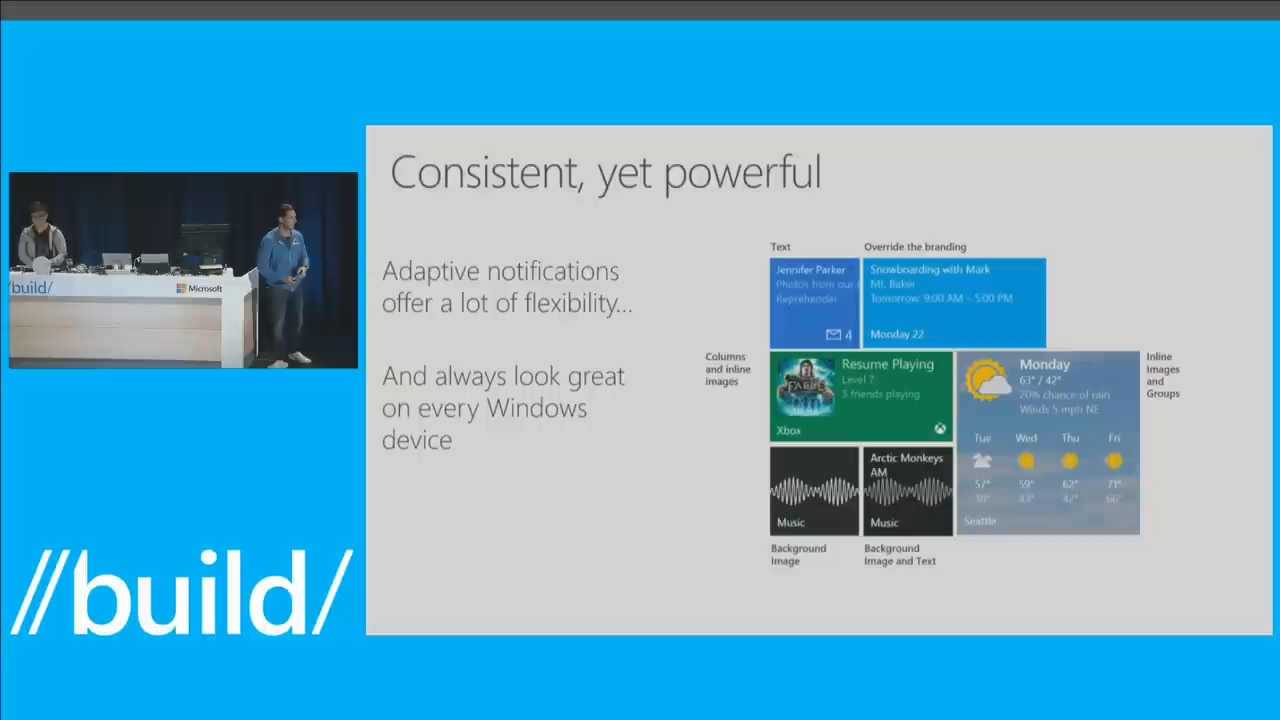 Consistent, yet powerful
Adaptive notifications
offer a lot of flexibility...
And always look great
on every Windows
device
Text
Override the branding
Jennifer Parker
Photos from our t
Reprehender
4
Snowboarding with Mark
Mt. Baker
Tomorrow: 9:00 AM – 5:00 PM
Monday 22
Columns
and inline
images
FABLE
Resume Playing
Level 7
5 friends playing
Xbox
Monday
63° / 42°
20% chance of rain
Winds 5 mph NE
Tue Wed Thu Fri
57° 59° 62° 71°
38° 43° 42° 66°
Seattle
Inline
Images
and
Groups
Music
Arctic Monkeys
AM
Music
Background
Image
Background
Image and Text
/build/
Microsoft
//build/